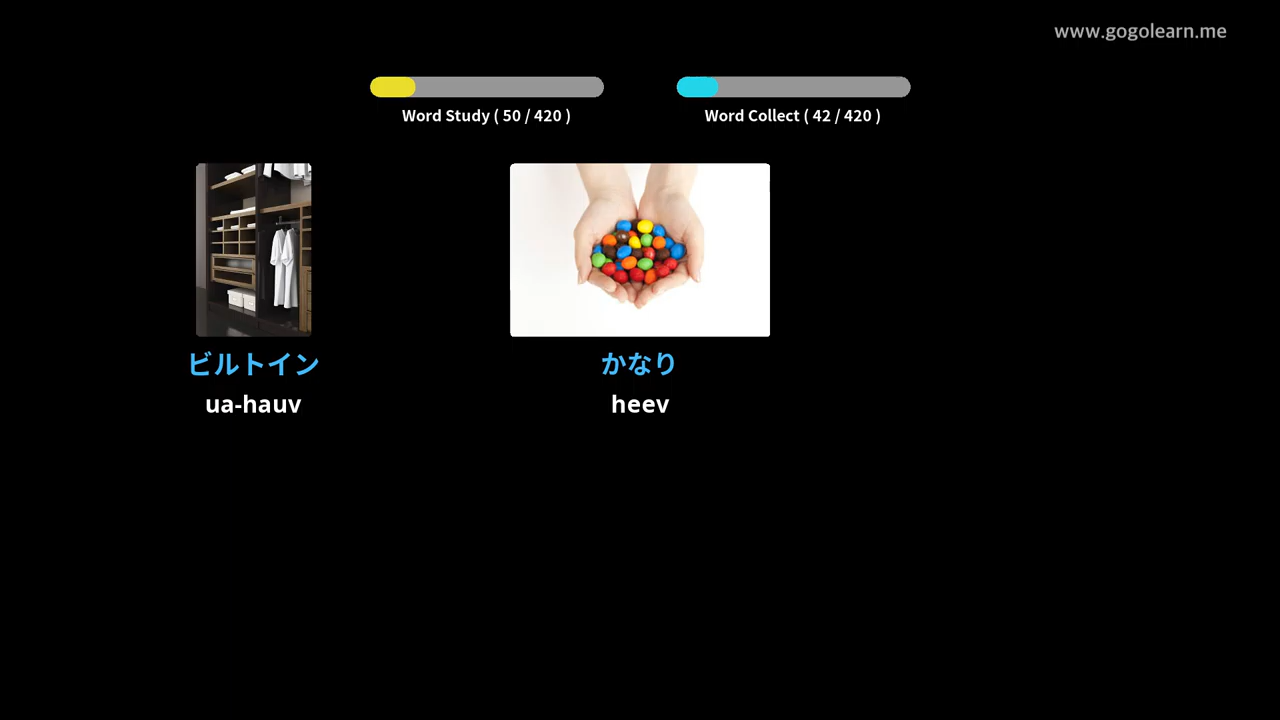 www.gogolearn.me
Word Study ( 50 / 420 )
Word Collect ( 42 / 420 )
ビルトイン
ua-hauv
かなり
heev